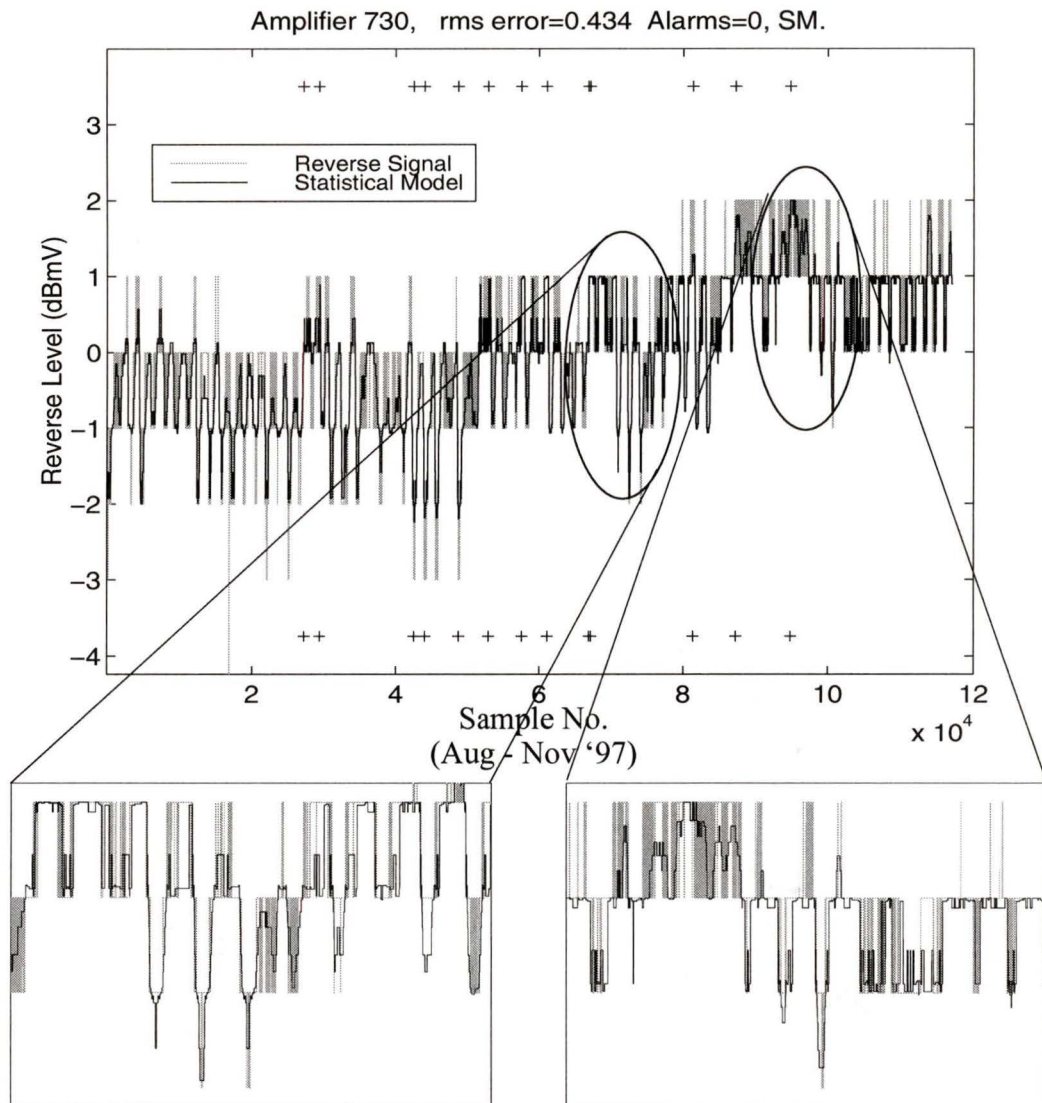 Amplifier 730, rms error=0.434 Alarms=0, SM.
3
2
1
0
−1
−2
−3
−4
Reverse Level (dBmV)
Reverse Signal
Statistical Model
2
4
6
8
10
12
x 10^4
Sample No.
(Aug - Nov ‘97)